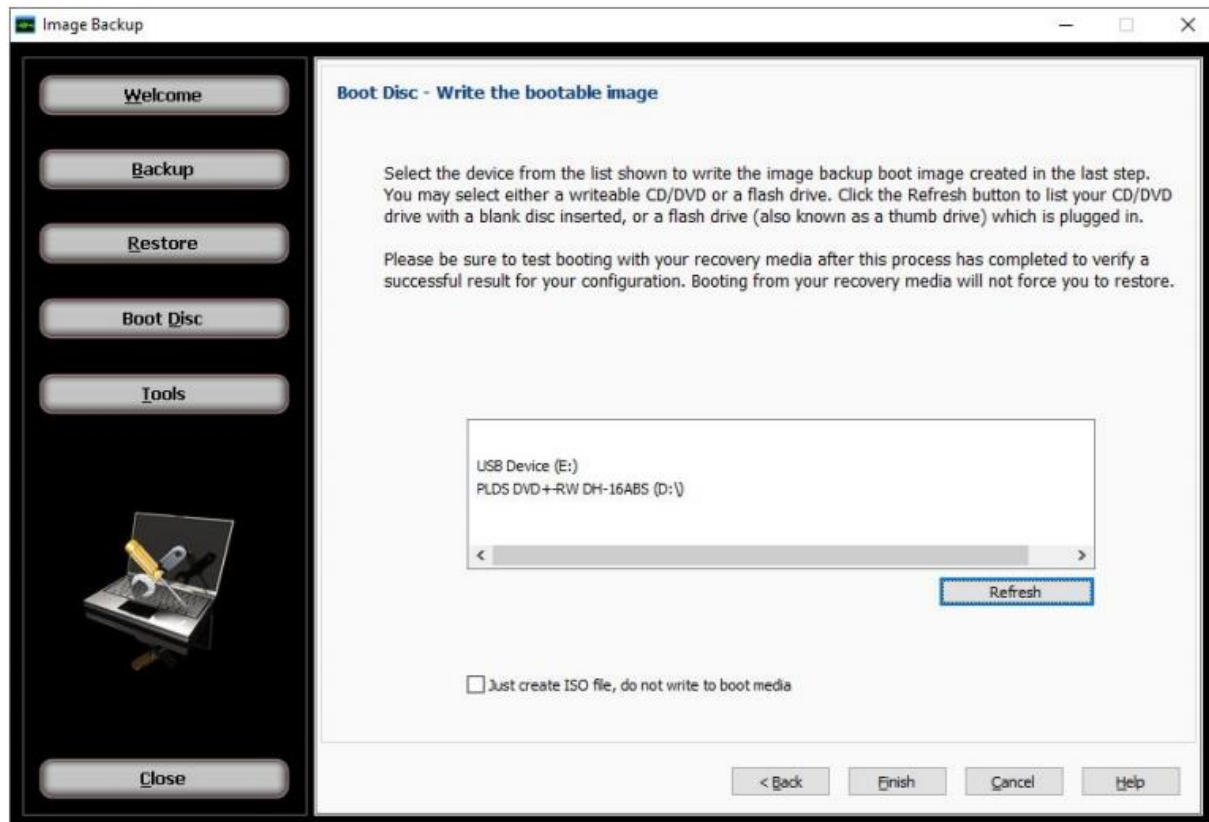 Image Backup
Welcome
Backup
Restore
Boot Disc
Tools
Close
Boot Disc - Write the bootable image
Select the device from the list shown to write the image backup boot image created in the last step.
You may select either a writeable CD/DVD or a flash drive. Click the Refresh button to list your CD/DVD
drive with a blank disc inserted, or a flash drive (also known as a thumb drive) which is plugged in.
Please be sure to test booting with your recovery media after this process has completed to verify a
successful result for your configuration. Booting from your recovery media will not force you to restore.
USB Device (E:)
PLDS DVD+-RW DH-16ABS (D:\)
Refresh
Just create ISO file, do not write to boot media
< Back
Finish
Cancel
Help